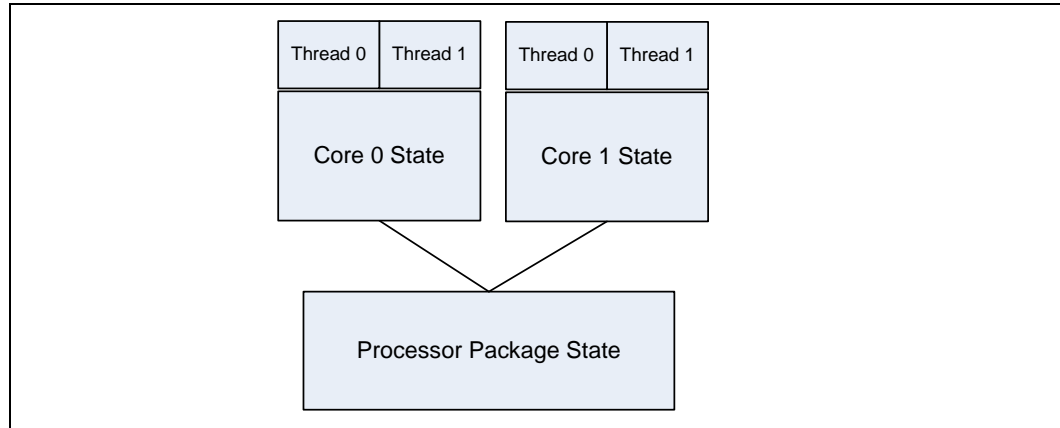 Thread 0
Thread 1
Thread 0
Thread 1
Core 0 State
Core 1 State
Processor Package State